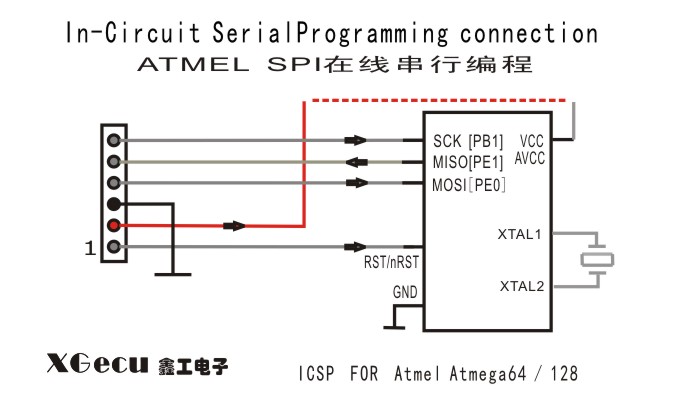 In-Circuit SerialProgramming connection
ATMEL SPI在线串行编程
SCK [PB1] VCC
MISO[PE1] AVCC
MOSI[PE0]
XTAL1
1
RST/nRST
XTAL2
GND
XGecu 鑫工电子
ICSP FOR Atmel Atmega64 / 128